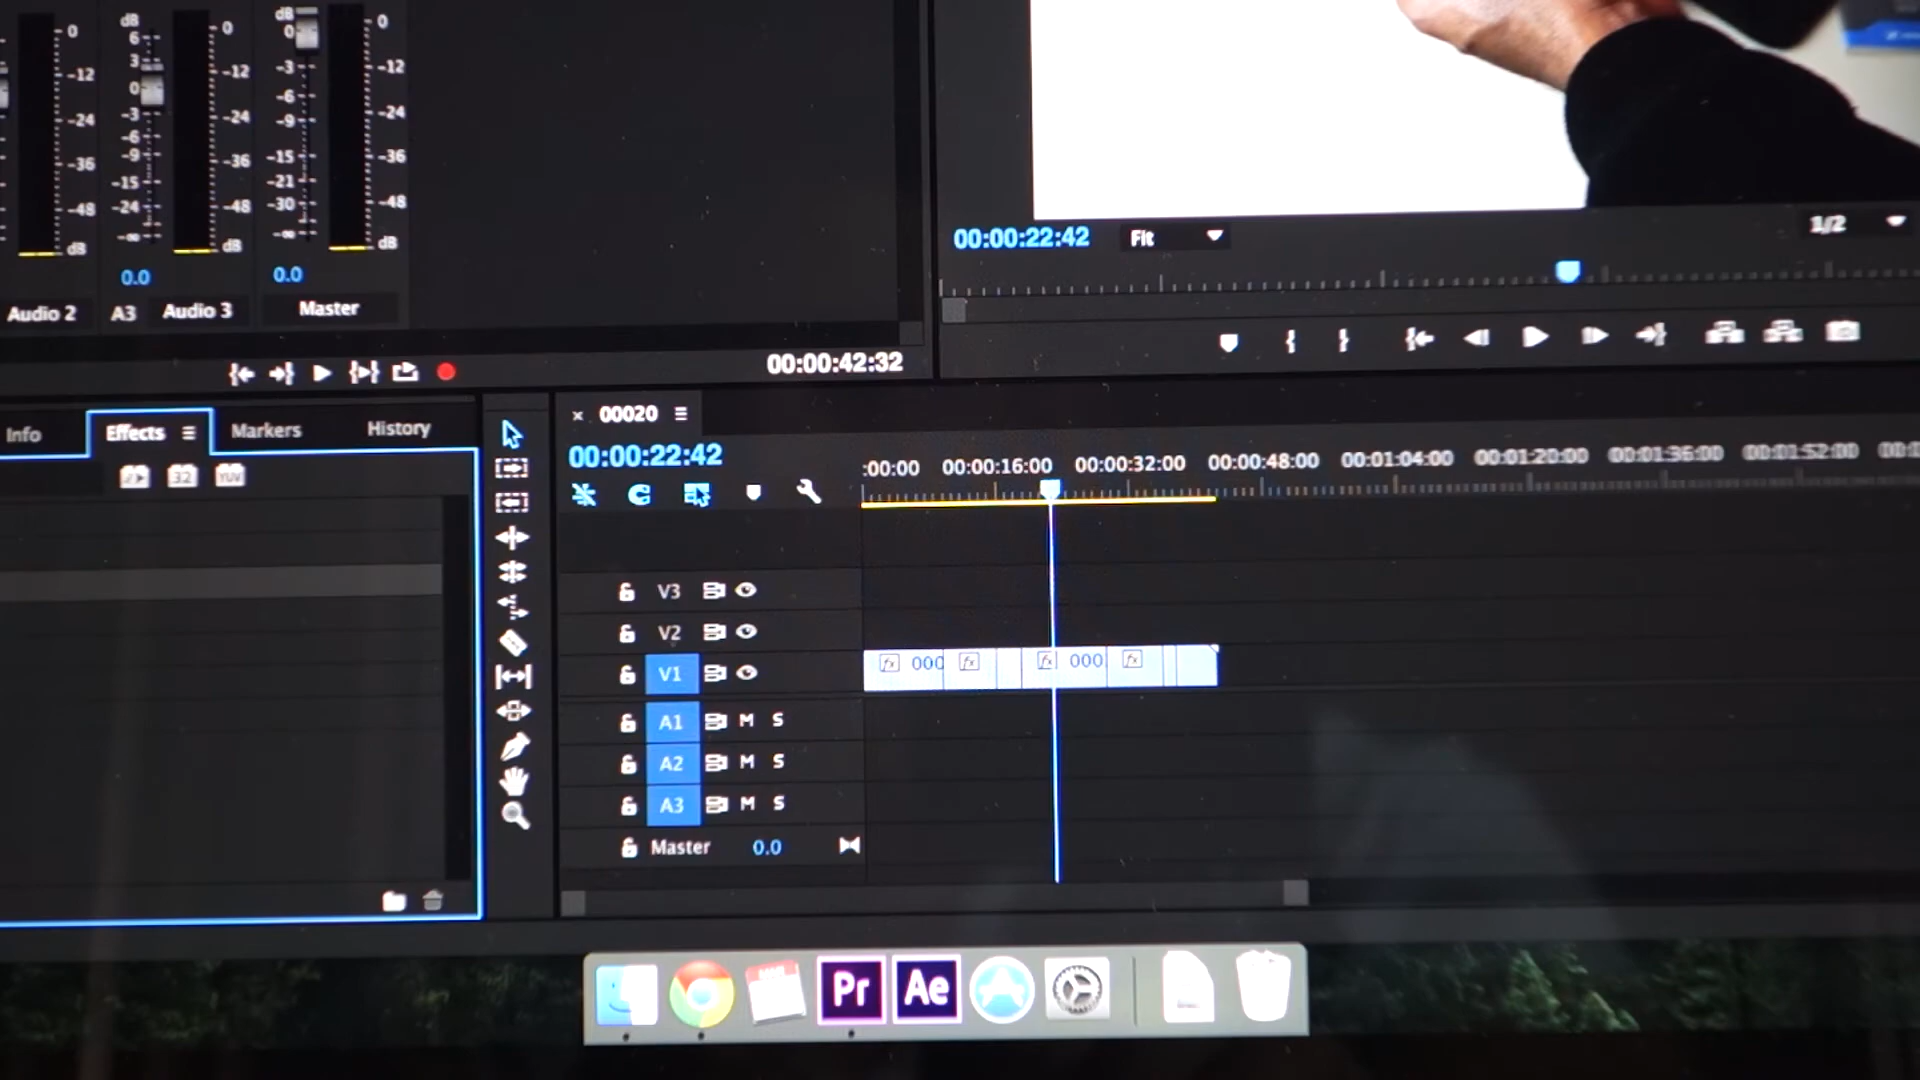 dB
dB
0
6
0
0
0
3
-12
-12
-3
-12
0
-24
-3
-24
-6
-24
-6
-9
-36
-9
-36
-15
-36
-15
-21
-48
-24
-48
-30
-48
-∞
-∞
dB
dB
dB
0.0
0.0
Audio 2
A3
Audio 3
Master
00:00:42:32
00:00:22:42
Fit
1/2
Info
Effects
Markers
History
32
YUV
× 00020
00:00:22:42
:00:00
00:00:16:00
00:00:32:00
00:00:48:00
00:01:04:00
00:01:20:00
00:01:36:00
00:01:52:00
V3
V2
V1
fx
000
fx
fx
000
fx
A1 M S
A2 M S
A3 M S
Master 0.0
Pr
Ae